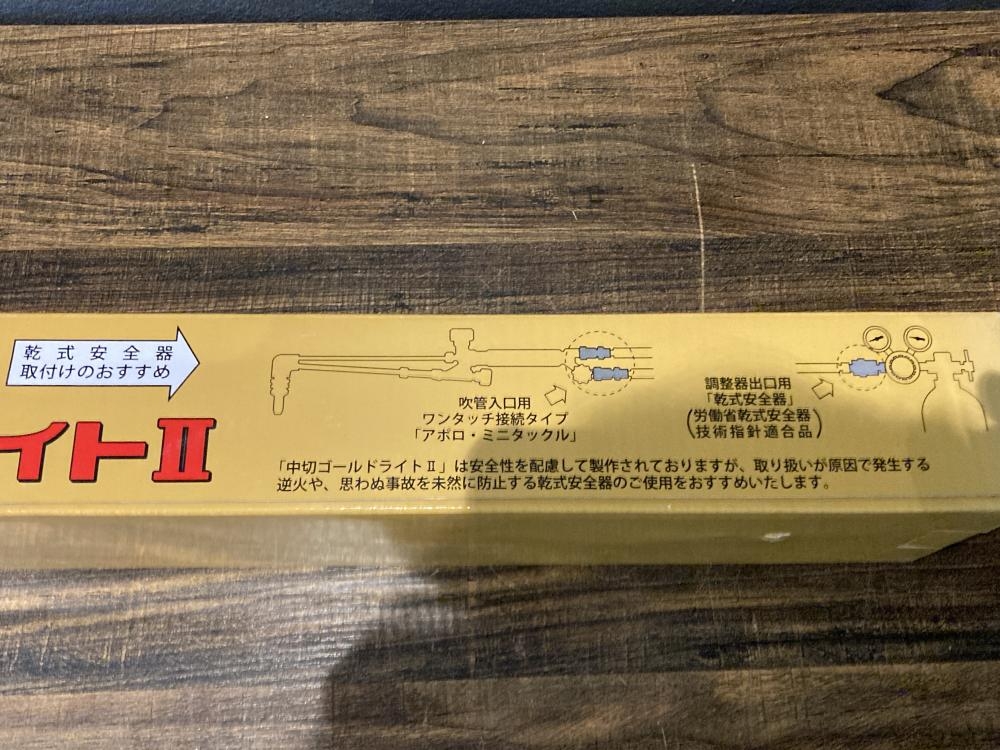 乾式安全器
取付けのおすすめ
イトII
吹管入口用
ワンタッチ接続タイプ
「アポロ・ミニタックル」
調整器出口用
「乾式安全器」
(労働省乾式安全器
技術指針適合品)
「中切ゴールドライトII」は安全性を配慮して製作されておりますが、取り扱いが原因で発生する
逆火や、思わぬ事故を未然に防止する乾式安全器のご使用をおすすめいたします。